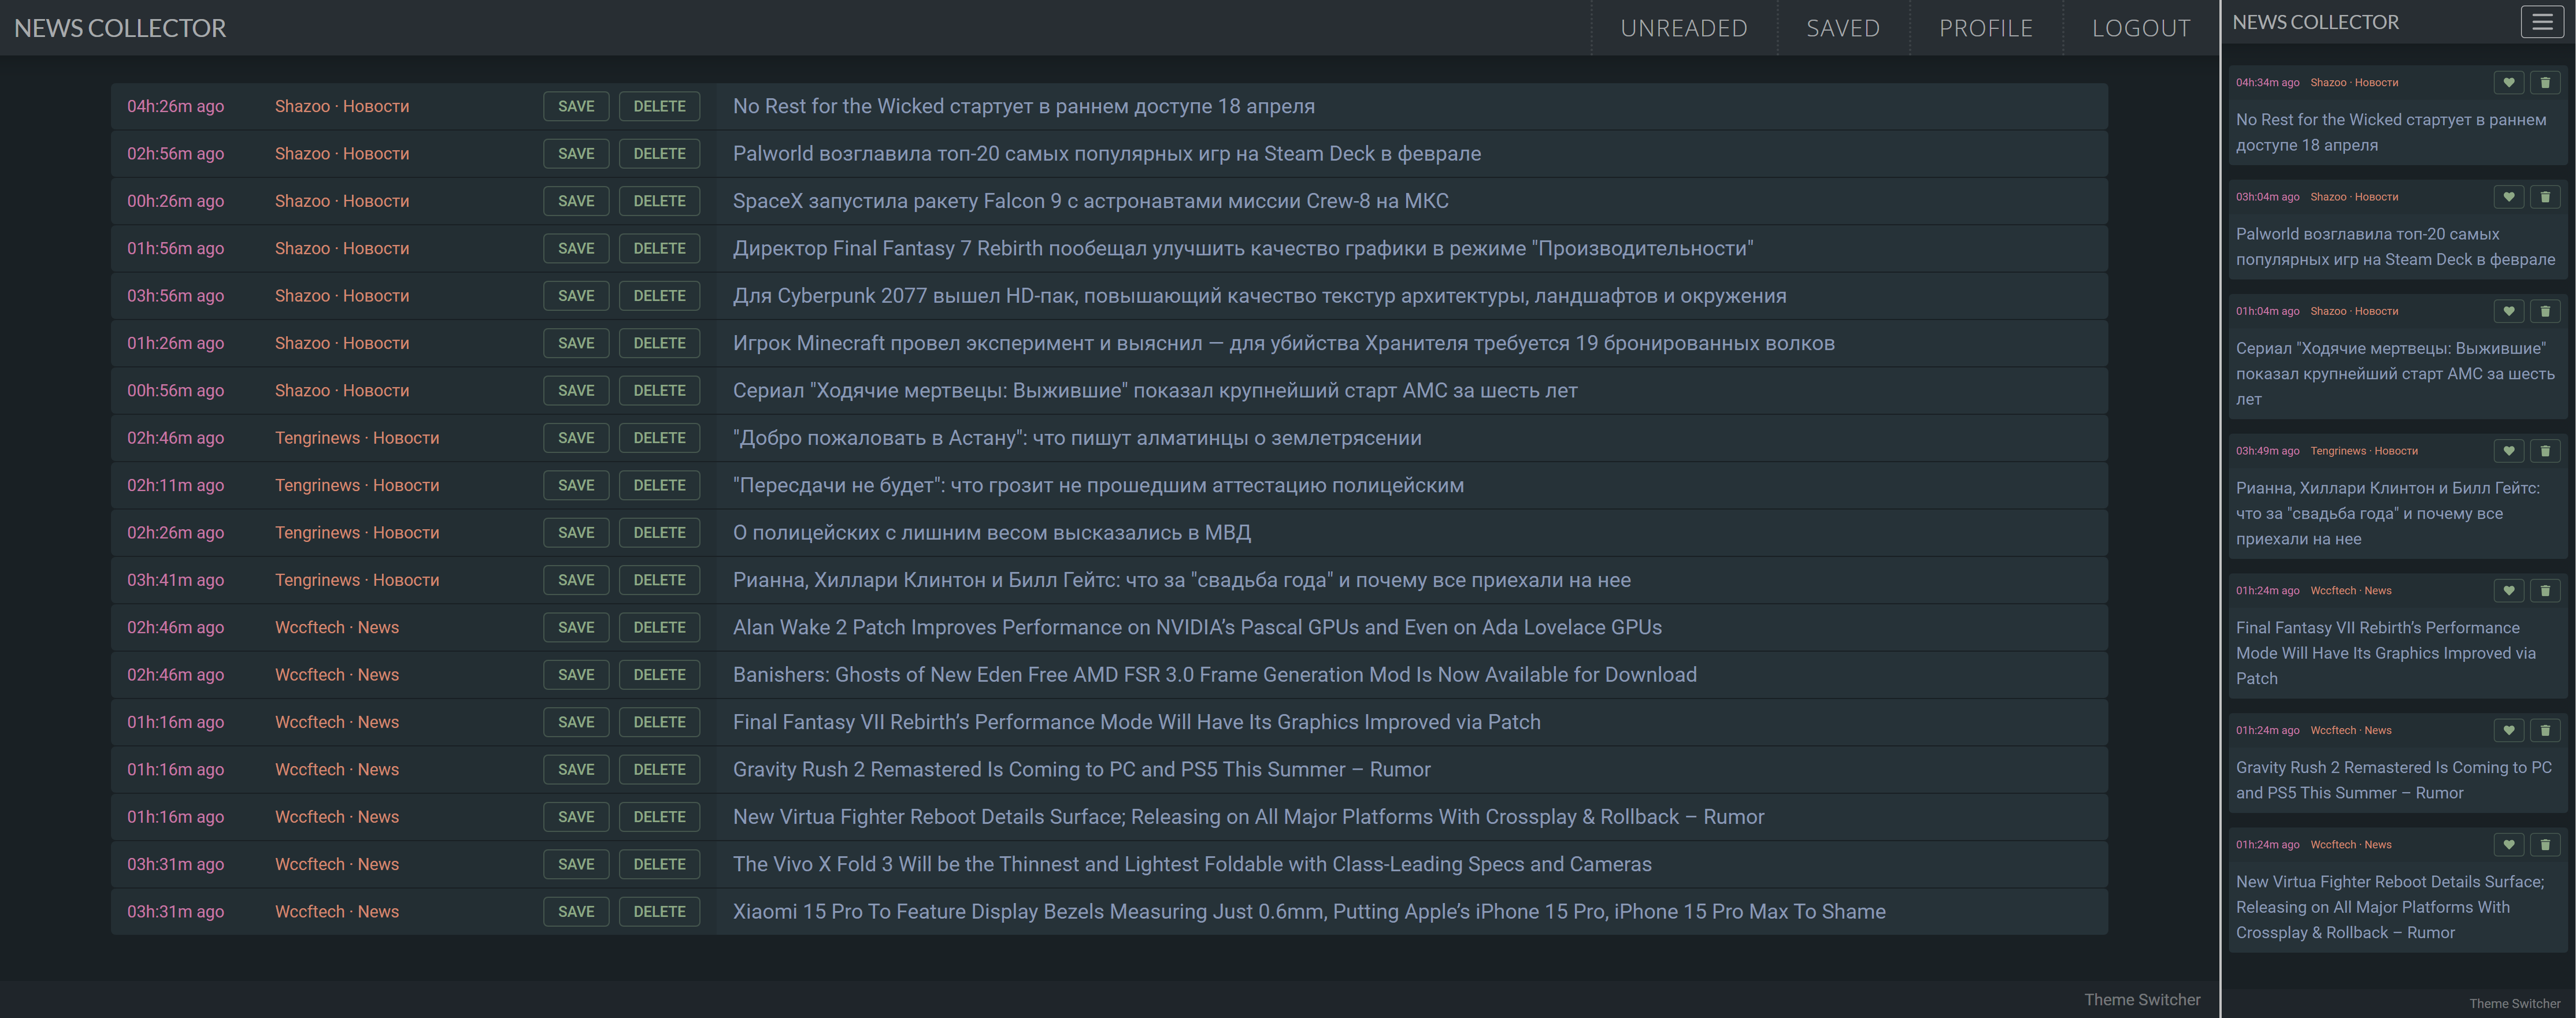 NEWS COLLECTOR UNREADED SAVED PROFILE LOGOUT
04h:26m ago Shazoo · Новости SAVE DELETE No Rest for the Wicked стартует в раннем доступе 18 апреля
02h:56m ago Shazoo · Новости SAVE DELETE Palworld возглавила топ-20 самых популярных игр на Steam Deck в феврале
00h:26m ago Shazoo · Новости SAVE DELETE SpaceX запустила ракету Falcon 9 с астронавтами миссии Crew-8 на МКС
01h:56m ago Shazoo · Новости SAVE DELETE Директор Final Fantasy 7 Rebirth пообещал улучшить качество графики в режиме "Производительности"
03h:56m ago Shazoo · Новости SAVE DELETE Для Cyberpunk 2077 вышел HD-пак, повышающий качество текстур архитектуры, ландшафтов и окружения
01h:26m ago Shazoo · Новости SAVE DELETE Игрок Minecraft провел эксперимент и выяснил — для убийства Хранителя требуется 19 бронированных волков
00h:56m ago Shazoo · Новости SAVE DELETE Сериал "Ходячие мертвецы: Выжившие" показал крупнейший старт AMC за шесть лет
02h:46m ago Tengrinews · Новости SAVE DELETE "Добро пожаловать в Астану": что пишут алматинцы о землетрясении
02h:11m ago Tengrinews · Новости SAVE DELETE "Пересдачи не будет": что грозит не прошедшим аттестацию полицейским
02h:26m ago Tengrinews · Новости SAVE DELETE О полицейских с лишним весом высказались в МВД
03h:41m ago Tengrinews · Новости SAVE DELETE Рианна, Хиллари Клинтон и Билл Гейтс: что за "свадьба года" и почему все приехали на нее
02h:46m ago Wccftech · News SAVE DELETE Alan Wake 2 Patch Improves Performance on NVIDIA’s Pascal GPUs and Even on Ada Lovelace GPUs
02h:46m ago Wccftech · News SAVE DELETE Banishers: Ghosts of New Eden Free AMD FSR 3.0 Frame Generation Mod Is Now Available for Download
01h:16m ago Wccftech · News SAVE DELETE Final Fantasy VII Rebirth’s Performance Mode Will Have Its Graphics Improved via Patch
01h:16m ago Wccftech · News SAVE DELETE Gravity Rush 2 Remastered Is Coming to PC and PS5 This Summer – Rumor
01h:16m ago Wccftech · News SAVE DELETE New Virtua Fighter Reboot Details Surface; Releasing on All Major Platforms With Crossplay & Rollback – Rumor
03h:31m ago Wccftech · News SAVE DELETE The Vivo X Fold 3 Will be the Thinnest and Lightest Foldable with Class-Leading Specs and Cameras
03h:31m ago Wccftech · News SAVE DELETE Xiaomi 15 Pro To Feature Display Bezels Measuring Just 0.6mm, Putting Apple’s iPhone 15 Pro, iPhone 15 Pro Max To Shame
Theme Switcher
NEWS COLLECTOR
04h:34m ago Shazoo · Новости
No Rest for the Wicked стартует в раннем
доступе 18 апреля
03h:04m ago Shazoo · Новости
Palworld возглавила топ-20 самых
популярных игр на Steam Deck в феврале
01h:04m ago Shazoo · Новости
Сериал "Ходячие мертвецы: Выжившие"
показал крупнейший старт AMC за шесть
лет
03h:49m ago Tengrinews · Новости
Рианна, Хиллари Клинтон и Билл Гейтс:
что за "свадьба года" и почему все
приехали на нее
01h:24m ago Wccftech · News
Final Fantasy VII Rebirth’s Performance
Mode Will Have Its Graphics Improved via
Patch
01h:24m ago Wccftech · News
Gravity Rush 2 Remastered Is Coming to PC
and PS5 This Summer – Rumor
01h:24m ago Wccftech · News
New Virtua Fighter Reboot Details Surface;
Releasing on All Major Platforms With
Crossplay & Rollback – Rumor
Theme Switcher